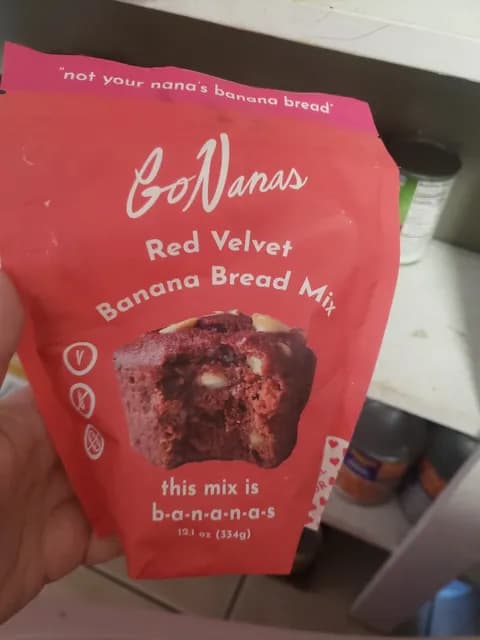 "not your nana's banana bread"
GoNanas
Red Velvet
Banana Bread Mix
V
this mix is
b-a-n-a-n-a-s
12.1 oz (334g)